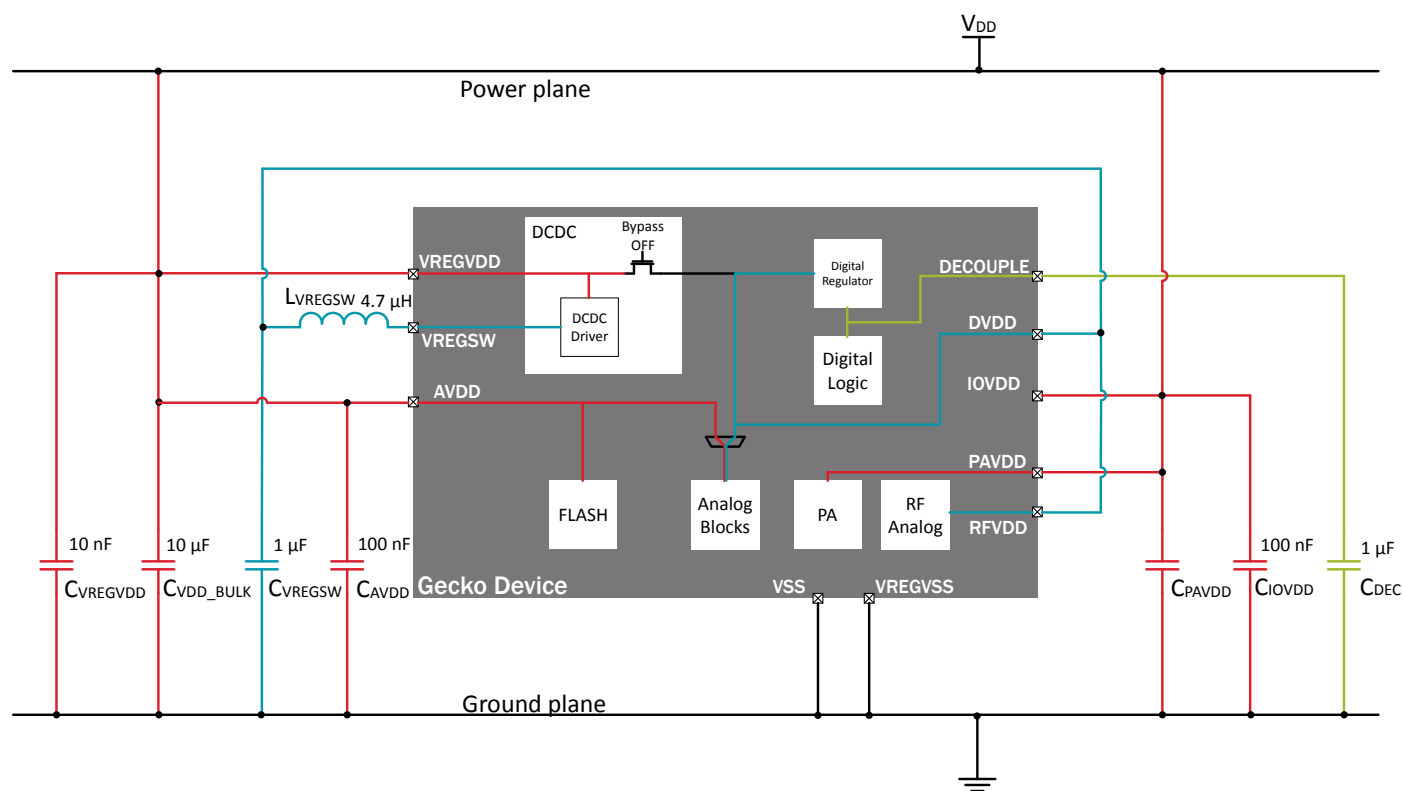 VDD
Power plane
DCDC
Bypass
OFF
VREGVDD
Digital
Regulator
DECOUPLE
LVREGSW 4.7 µH
DCDC
Driver
VREGSW
DVDD
Digital
Logic
AVDD
IOVDD
PAVDD
FLASH
Analog
Blocks
PA
RF
Analog
RFVDD
10 nF
CVREGVDD
10 µF
CVDD_BULK
1 µF
CVREGSW
100 nF
CAVDD
Gecko Device
VSS
VREGVSS
CPAVDD
100 nF
CIOVDD
1 µF
CDEC
Ground plane